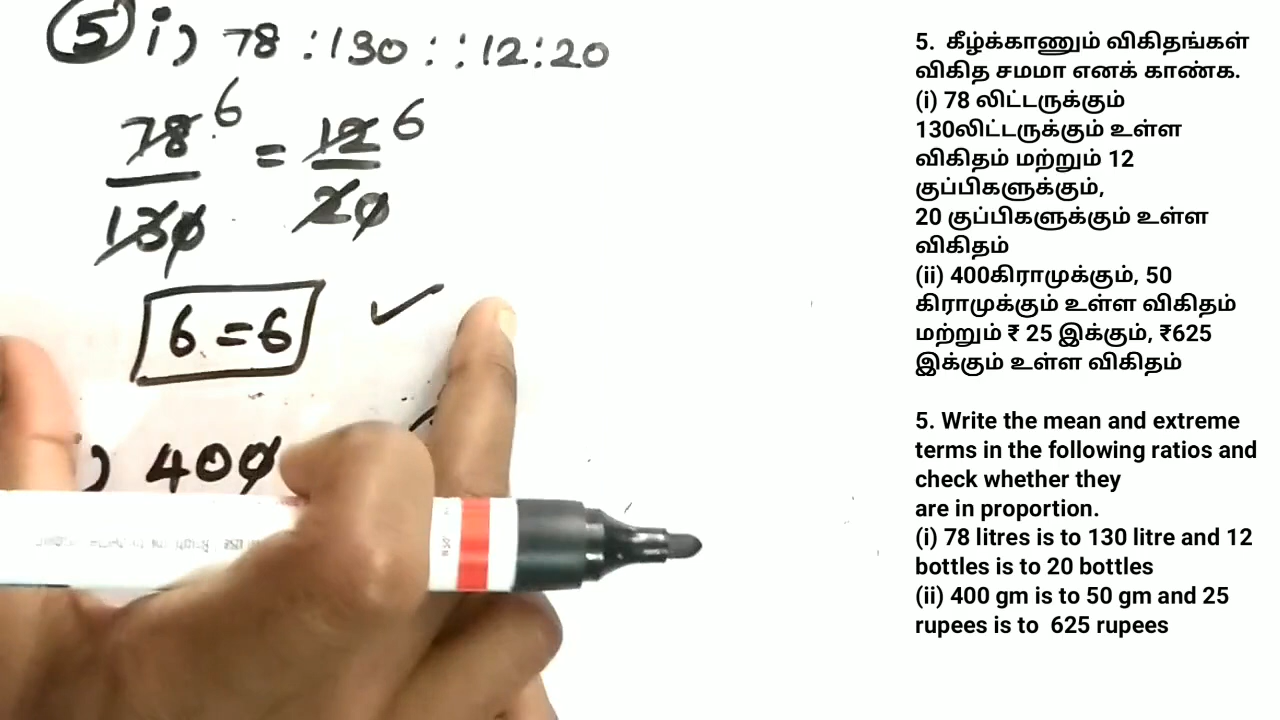 5 i) 78 : 130 : : 12 : 20
78 6 = 12 6
130 20
6 = 6 ✓
) 400
5. கீழ்க்காணும் விகிதங்கள்
விகித சமமா எனக் காண்க.
(i) 78 லிட்டருக்கும்
130லிட்டருக்கும் உள்ள
விகிதம் மற்றும் 12
குப்பிகளுக்கும்,
20 குப்பிகளுக்கும் உள்ள
விகிதம்
(ii) 400கிராமுக்கும், 50
கிராமுக்கும் உள்ள விகிதம்
மற்றும் ₹ 25 இக்கும், ₹625
இக்கும் உள்ள விகிதம்
5. Write the mean and extreme
terms in the following ratios and
check whether they
are in proportion.
(i) 78 litres is to 130 litre and 12
bottles is to 20 bottles
(ii) 400 gm is to 50 gm and 25
rupees is to 625 rupees